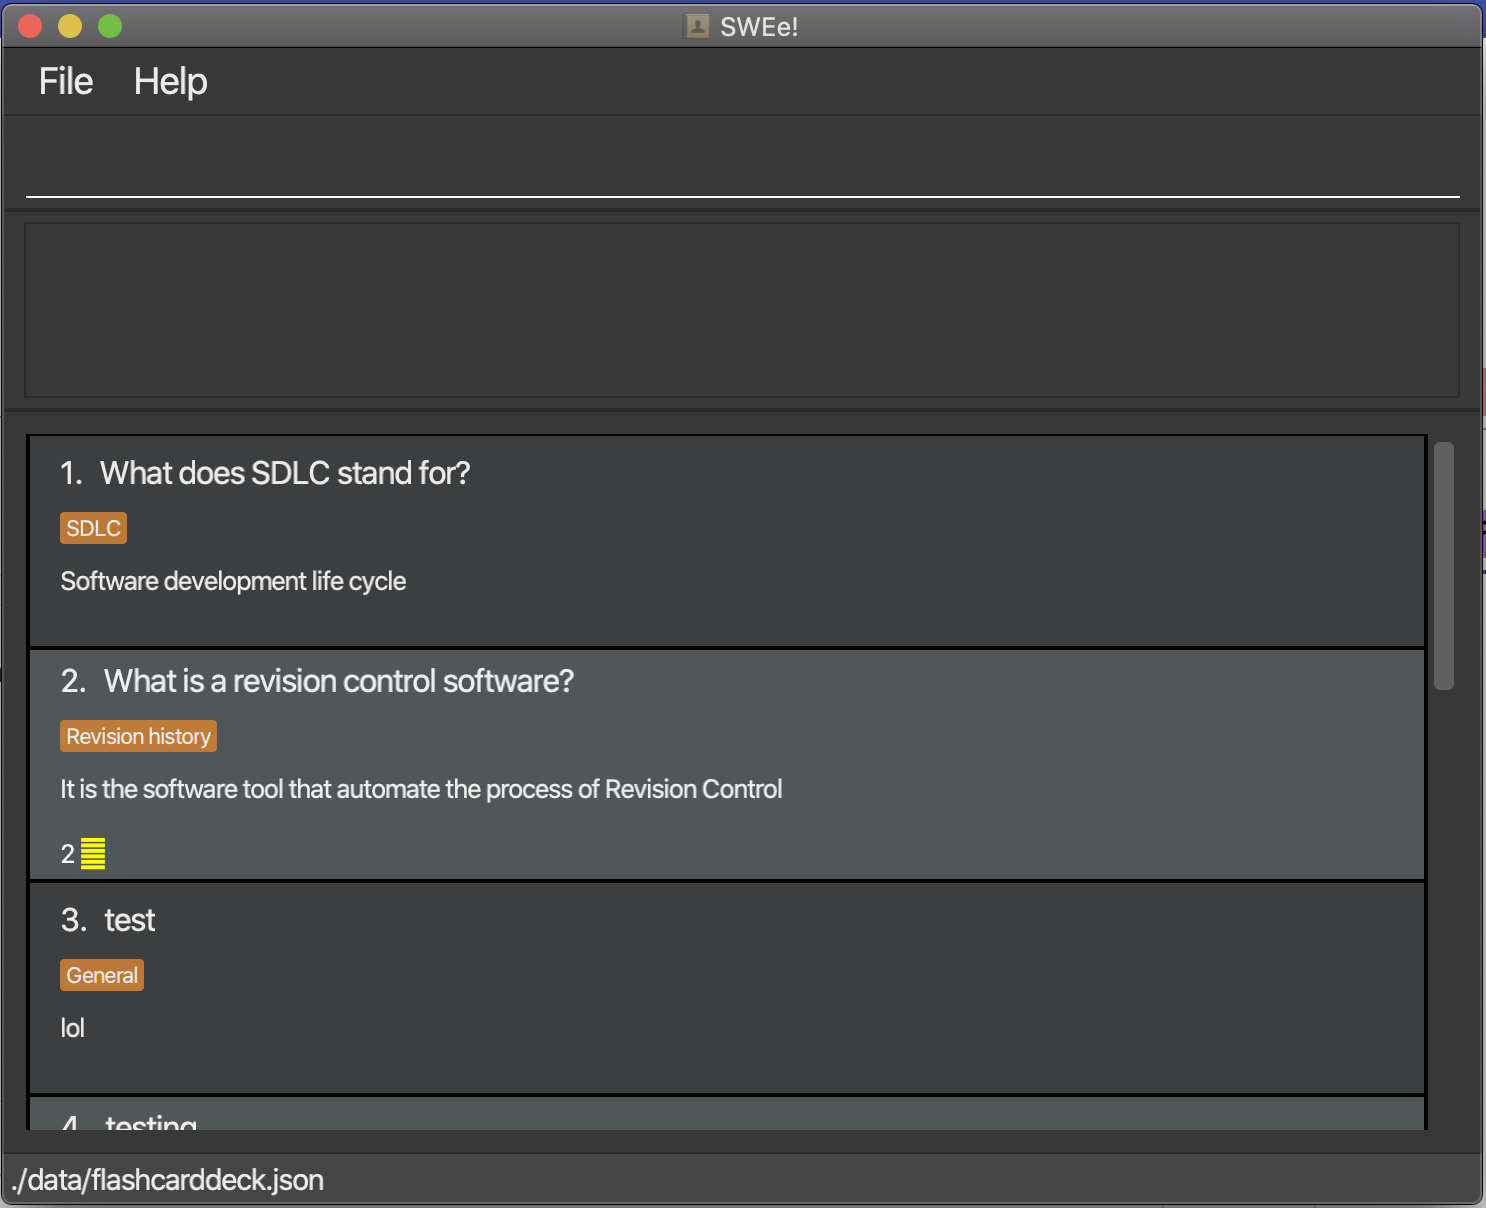 SWEe!
File Help
1. What does SDLC stand for?
SDLC
Software development life cycle
2. What is a revision control software?
Revision history
It is the software tool that automate the process of Revision Control
2
3. test
General
lol
4. testing
./data/flashcarddeck.json